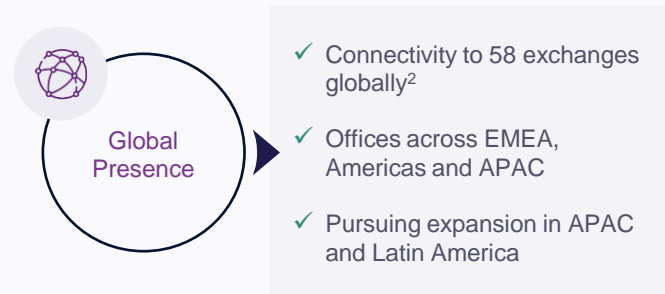 Global
Presence
✓ Connectivity to 58 exchanges
globally²
✓ Offices across EMEA,
Americas and APAC
✓ Pursuing expansion in APAC
and Latin America